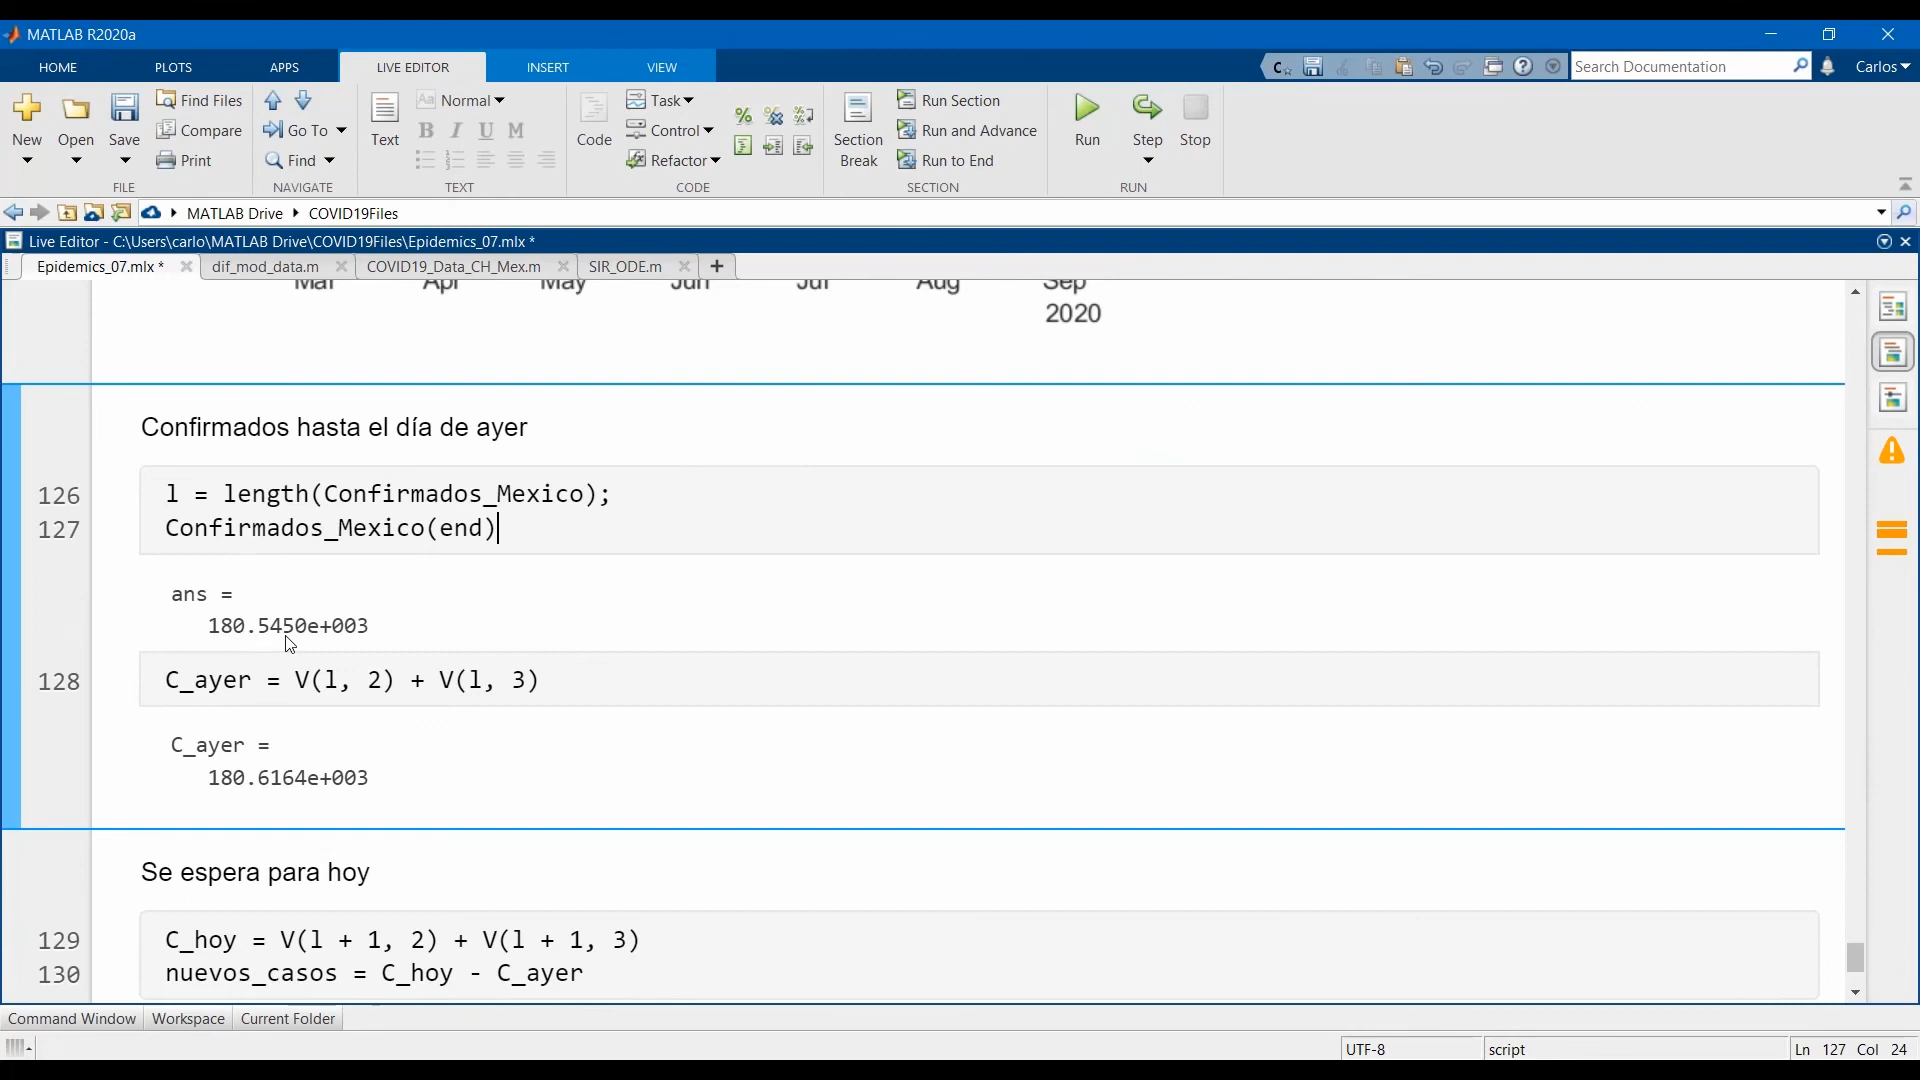 MATLAB R2020a
HOME PLOTS APPS LIVE EDITOR INSERT VIEW
Search Documentation
Carlos
New Open Save
Find Files
Compare
Print
FILE
Go To
Find
NAVIGATE
Text
Aa Normal
B I U M
TEXT
Code
Task
Control
Refactor
CODE
Section Break
Run Section
Run and Advance
Run to End
SECTION
Run Step Stop
RUN
MATLAB Drive COVID19Files
Live Editor - C:\Users\carlo\MATLAB Drive\COVID19Files\Epidemics_07.mlx *
Epidemics_07.mlx * dif_mod_data.m COVID19_Data_CH_Mex.m SIR_ODE.m +
Mar Apr May Jun Jul Aug Sep
2020
Confirmados hasta el día de ayer
126 l = length(Confirmados_Mexico);
127 Confirmados_Mexico(end)
ans =
180.5450e+003
128 C_ayer = V(l, 2) + V(l, 3)
C_ayer =
180.6164e+003
Se espera para hoy
129 C_hoy = V(l + 1, 2) + V(l + 1, 3)
130 nuevos_casos = C_hoy - C_ayer
Command Window Workspace Current Folder
UTF-8 script Ln 127 Col 24